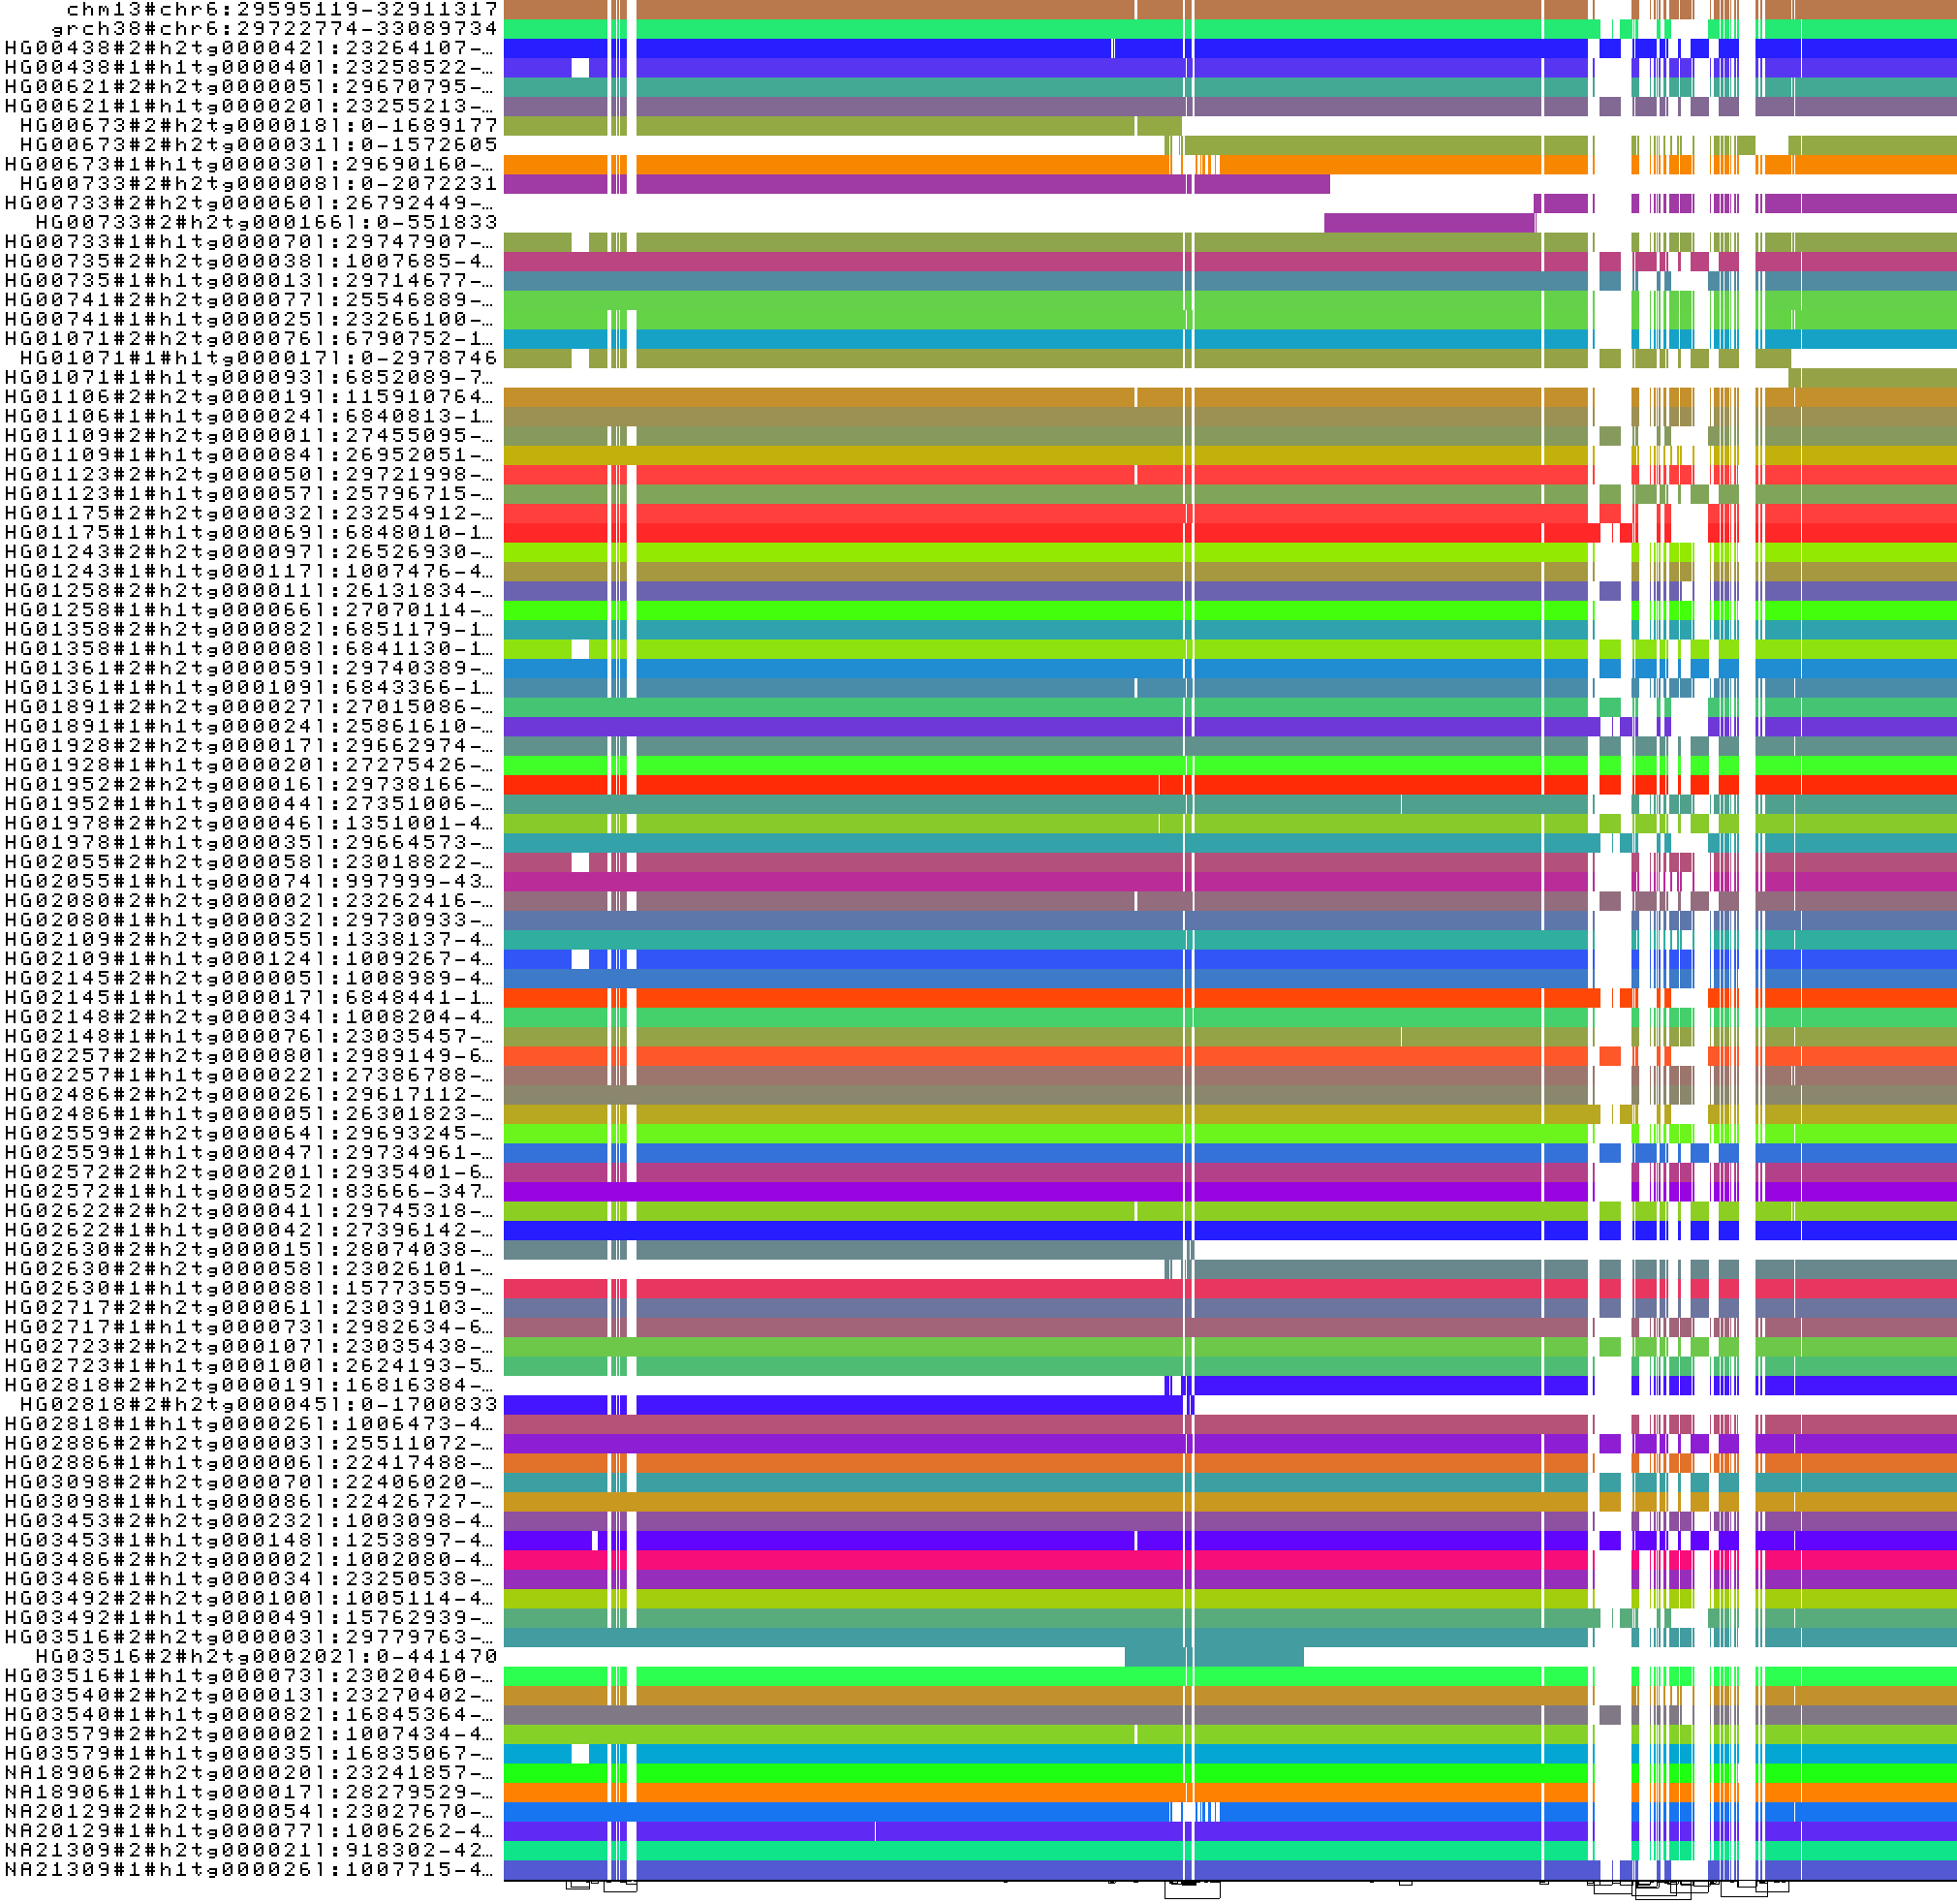 chm13#chr6:29595119-32911317
grch38#chr6:29722774-33089734
HG00438#2#h2tg000042l:23264107-…
HG00438#1#h1tg000040l:23258522-…
HG00621#2#h2tg000005l:29670795-…
HG00621#1#h1tg000020l:23255213-…
HG00673#2#h2tg000018l:0-1689177
HG00673#2#h2tg000031l:0-1572605
HG00673#1#h1tg000030l:29690160-…
HG00733#2#h2tg000008l:0-2072231
HG00733#2#h2tg000060l:26792449-…
HG00733#2#h2tg000166l:0-551833
HG00733#1#h1tg000070l:29747907-…
HG00735#2#h2tg000038l:1007685-4…
HG00735#1#h1tg000013l:29714677-…
HG00741#2#h2tg000077l:25546889-…
HG00741#1#h1tg000025l:23266100-…
HG01071#2#h2tg000076l:6790752-1…
HG01071#1#h1tg000017l:0-2978746
HG01071#1#h1tg000093l:6852089-7…
HG01106#2#h2tg000019l:115910764…
HG01106#1#h1tg000024l:6840813-1…
HG01109#2#h2tg000001l:27455095-…
HG01109#1#h1tg000084l:26952051-…
HG01123#2#h2tg000050l:29721998-…
HG01123#1#h1tg000057l:25796715-…
HG01175#2#h2tg000032l:23254912-…
HG01175#1#h1tg000069l:6848010-1…
HG01243#2#h2tg000097l:26526930-…
HG01243#1#h1tg000117l:1007476-4…
HG01258#2#h2tg000011l:26131834-…
HG01258#1#h1tg000066l:27070114-…
HG01358#2#h2tg000082l:6851179-1…
HG01358#1#h1tg000008l:6841130-1…
HG01361#2#h2tg000059l:29740389-…
HG01361#1#h1tg000109l:6843366-1…
HG01891#2#h2tg000027l:27015086-…
HG01891#1#h1tg000024l:25861610-…
HG01928#2#h2tg000017l:29662974-…
HG01928#1#h1tg000020l:27275426-…
HG01952#2#h2tg000016l:29738166-…
HG01952#1#h1tg000044l:27351006-…
HG01978#2#h2tg000046l:1351001-4…
HG01978#1#h1tg000035l:29664573-…
HG02055#2#h2tg000058l:23018822-…
HG02055#1#h1tg000074l:997999-43…
HG02080#2#h2tg000002l:23262416-…
HG02080#1#h1tg000032l:29730933-…
HG02109#2#h2tg000055l:1338137-4…
HG02109#1#h1tg000124l:1009267-4…
HG02145#2#h2tg000005l:1008989-4…
HG02145#1#h1tg000017l:6848441-1…
HG02148#2#h2tg000034l:1008204-4…
HG02148#1#h1tg000076l:23035457-…
HG02257#2#h2tg000080l:2989149-6…
HG02257#1#h1tg000022l:27386788-…
HG02486#2#h2tg000026l:29617112-…
HG02486#1#h1tg000005l:26301823-…
HG02559#2#h2tg000064l:29693245-…
HG02559#1#h1tg000047l:29734961-…
HG02572#2#h2tg000201l:2935401-6…
HG02572#1#h1tg000052l:83666-347…
HG02622#2#h2tg000041l:29745318-…
HG02622#1#h1tg000042l:27396142-…
HG02630#2#h2tg000015l:28074038-…
HG02630#2#h2tg000058l:23026101-…
HG02630#1#h1tg000088l:15773559-…
HG02717#2#h2tg000061l:23039103-…
HG02717#1#h1tg000073l:2982634-6…
HG02723#2#h2tg000107l:23035438-…
HG02723#1#h1tg000100l:2624193-5…
HG02818#2#h2tg000019l:16816384-…
HG02818#2#h2tg000045l:0-1700833
HG02818#1#h1tg000026l:1006473-4…
HG02886#2#h2tg000003l:25511072-…
HG02886#1#h1tg000006l:22417488-…
HG03098#2#h2tg000070l:22406020-…
HG03098#1#h1tg000086l:22426727-…
HG03453#2#h2tg000232l:1003098-4…
HG03453#1#h1tg000148l:1253897-4…
HG03486#2#h2tg000002l:1002080-4…
HG03486#1#h1tg000034l:23250538-…
HG03492#2#h2tg000100l:1005114-4…
HG03492#1#h1tg000049l:15762939-…
HG03516#2#h2tg000003l:29779763-…
HG03516#2#h2tg000202l:0-441470
HG03516#1#h1tg000073l:23020460-…
HG03540#2#h2tg000013l:23270402-…
HG03540#1#h1tg000082l:16845364-…
HG03579#2#h2tg000002l:1007434-4…
HG03579#1#h1tg000035l:16835067-…
NA18906#2#h2tg000020l:23241857-…
NA18906#1#h1tg000017l:28279529-…
NA20129#2#h2tg000054l:23027670-…
NA20129#1#h1tg000077l:1006262-4…
NA21309#2#h2tg000021l:918302-42…
NA21309#1#h1tg000026l:1007715-4…